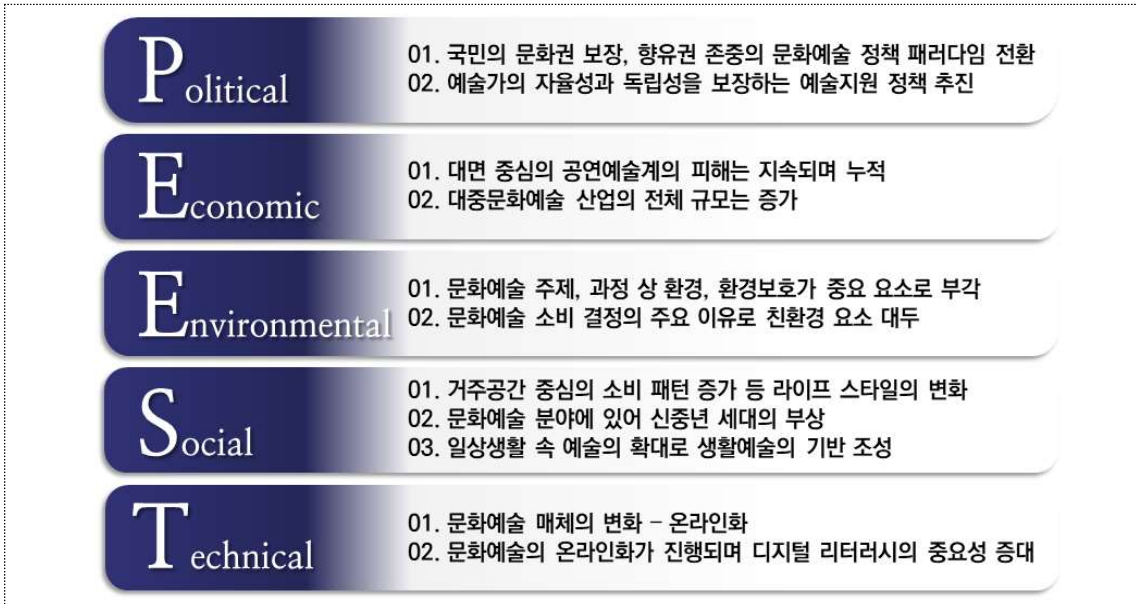 Political
01. 국민의 문화권 보장, 향유권 존중의 문화예술 정책 패러다임 전환
02. 예술가의 자율성과 독립성을 보장하는 예술지원 정책 추진
Economic
01. 대면 중심의 공연예술계의 피해는 지속되며 누적
02. 대중문화예술 산업의 전체 규모는 증가
Environmental
01. 문화예술 주제, 과정 상 환경, 환경보호가 중요 요소로 부각
02. 문화예술 소비 결정의 주요 이유로 친환경 요소 대두
Social
01. 거주공간 중심의 소비 패턴 증가 등 라이프 스타일의 변화
02. 문화예술 분야에 있어 신중년 세대의 부상
03. 일상생활 속 예술의 확대로 생활예술의 기반 조성
Technical
01. 문화예술 매체의 변화 – 온라인화
02. 문화예술의 온라인화가 진행되며 디지털 리터러시의 중요성 증대